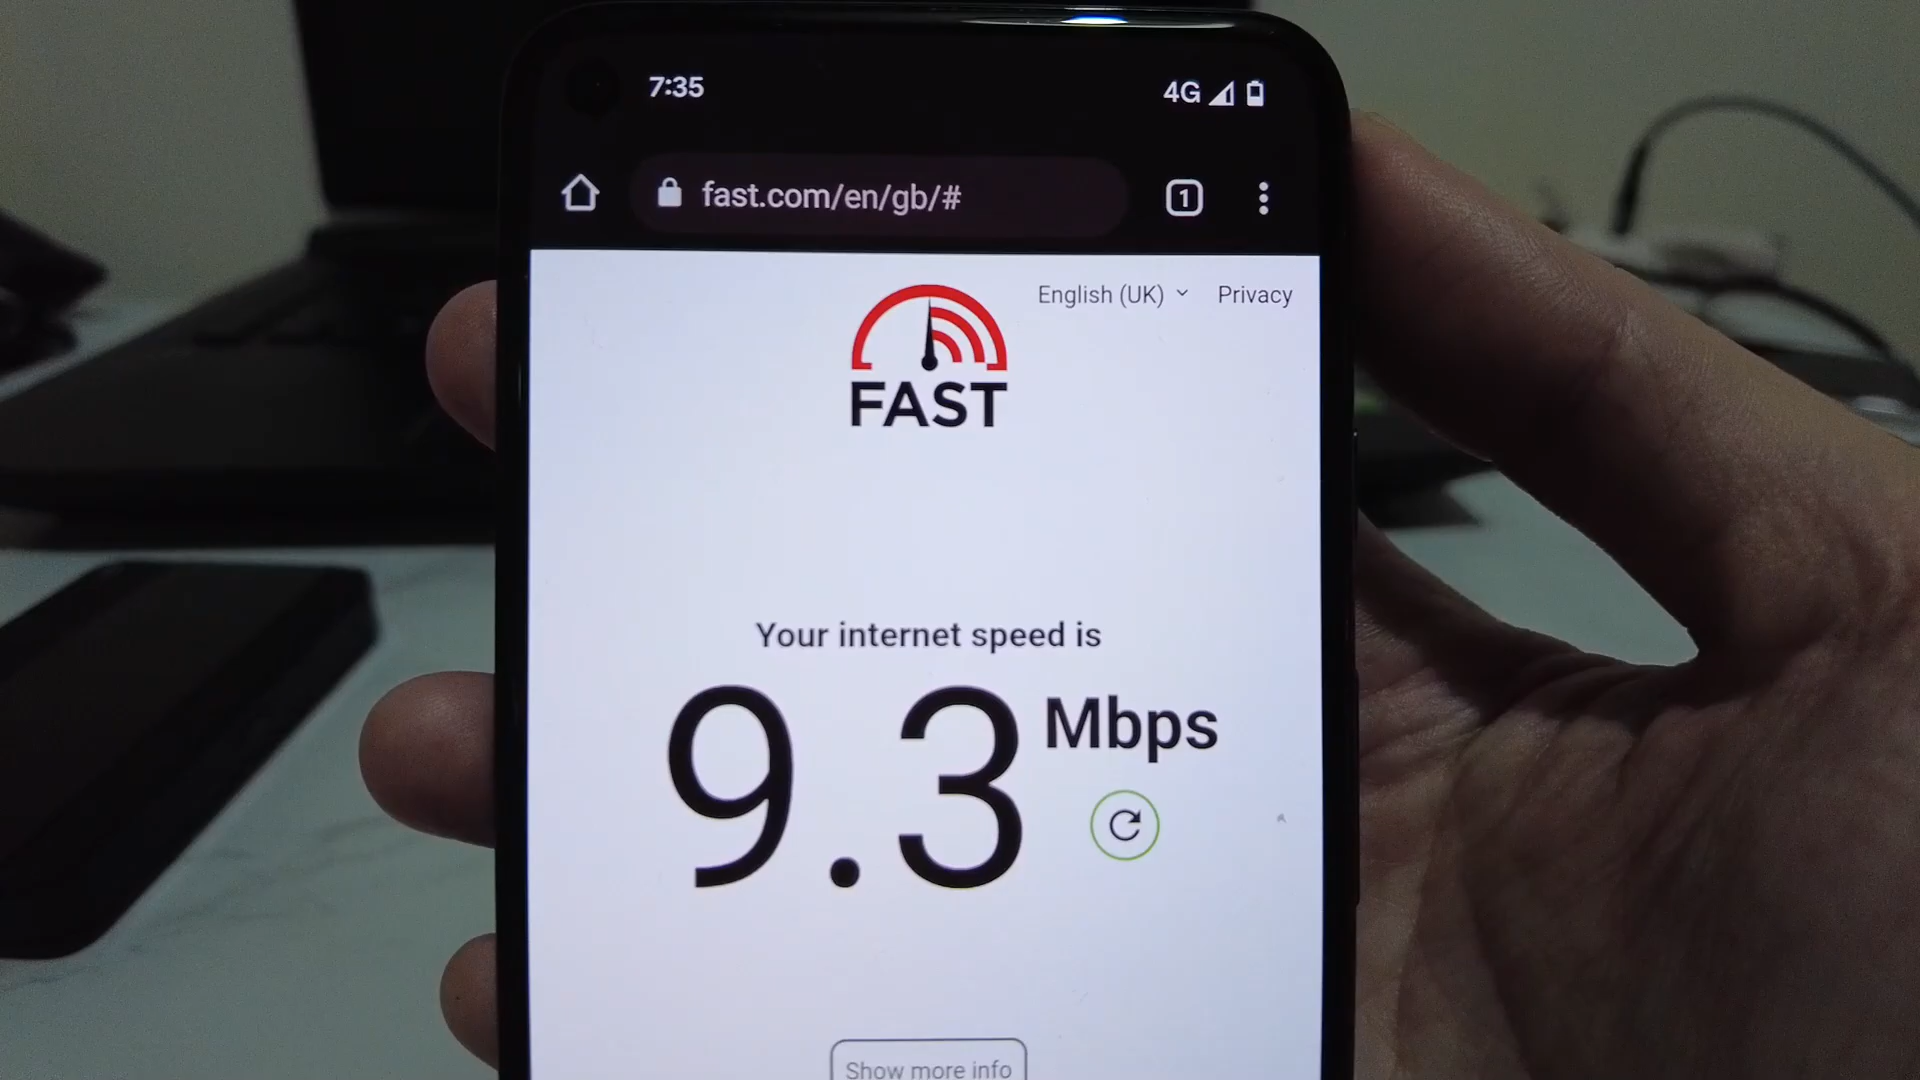 7:35
4G
fast.com/en/gb/#
1
English (UK)
Privacy
FAST
Your internet speed is
9.3 Mbps
Show more info